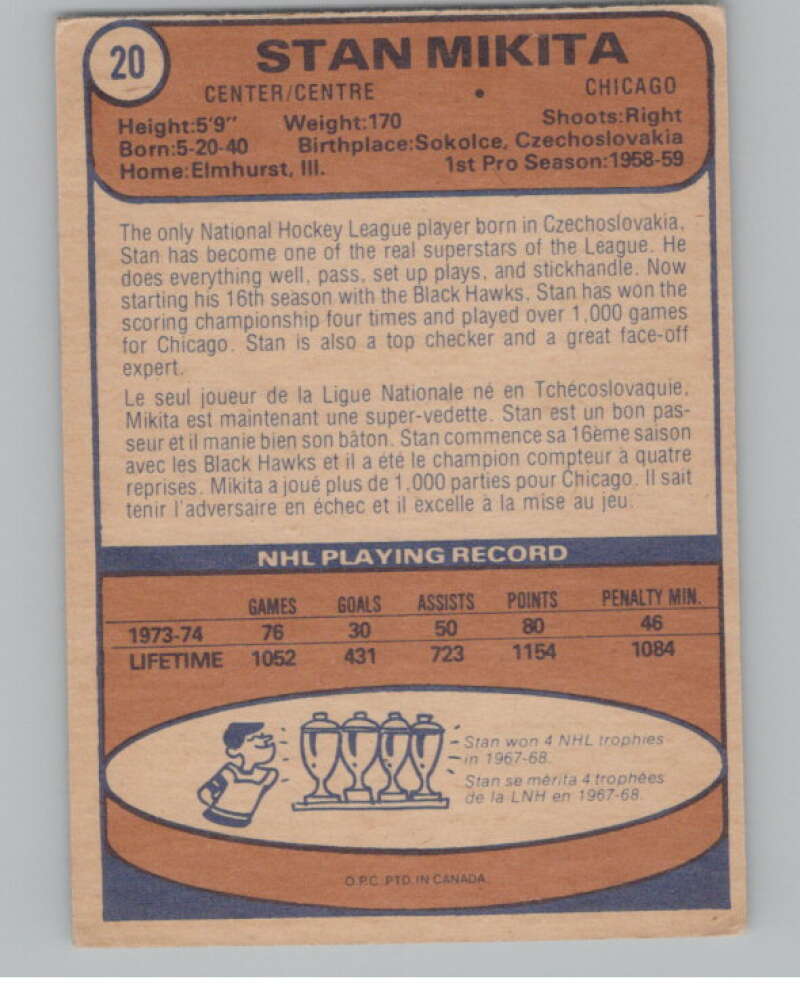 20
STAN MIKITA
CENTER/CENTRE • CHICAGO
Height:5'9" Weight:170 Shoots:Right
Born:5-20-40 Birthplace:Sokolce, Czechoslovakia
Home:Elmhurst, Ill. 1st Pro Season:1958-59
The only National Hockey League player born in Czechoslovakia,
Stan has become one of the real superstars of the League. He
does everything well, pass, set up plays, and stickhandle. Now
starting his 16th season with the Black Hawks, Stan has won the
scoring championship four times and played over 1,000 games
for Chicago. Stan is also a top checker and a great face-off
expert.
Le seul joueur de la Ligue Nationale né en Tchécoslovaquie,
Mikita est maintenant une super-vedette. Stan est un bon pas-
seur et il manie bien son bâton. Stan commence sa 16ème saison
avec les Black Hawks et il a été le champion compteur à quatre
reprises. Mikita a joué plus de 1,000 parties pour Chicago. Il sait
tenir l'adversaire en échec et il excelle à la mise au jeu.
NHL PLAYING RECORD
GAMES GOALS ASSISTS POINTS PENALTY MIN.
1973-74 76 30 50 80 46
LIFETIME 1052 431 723 1154 1084
Stan won 4 NHL trophies
in 1967-68.
Stan se mérita 4 trophées
de la LNH en 1967-68.
O.P.C. PTD. IN CANADA